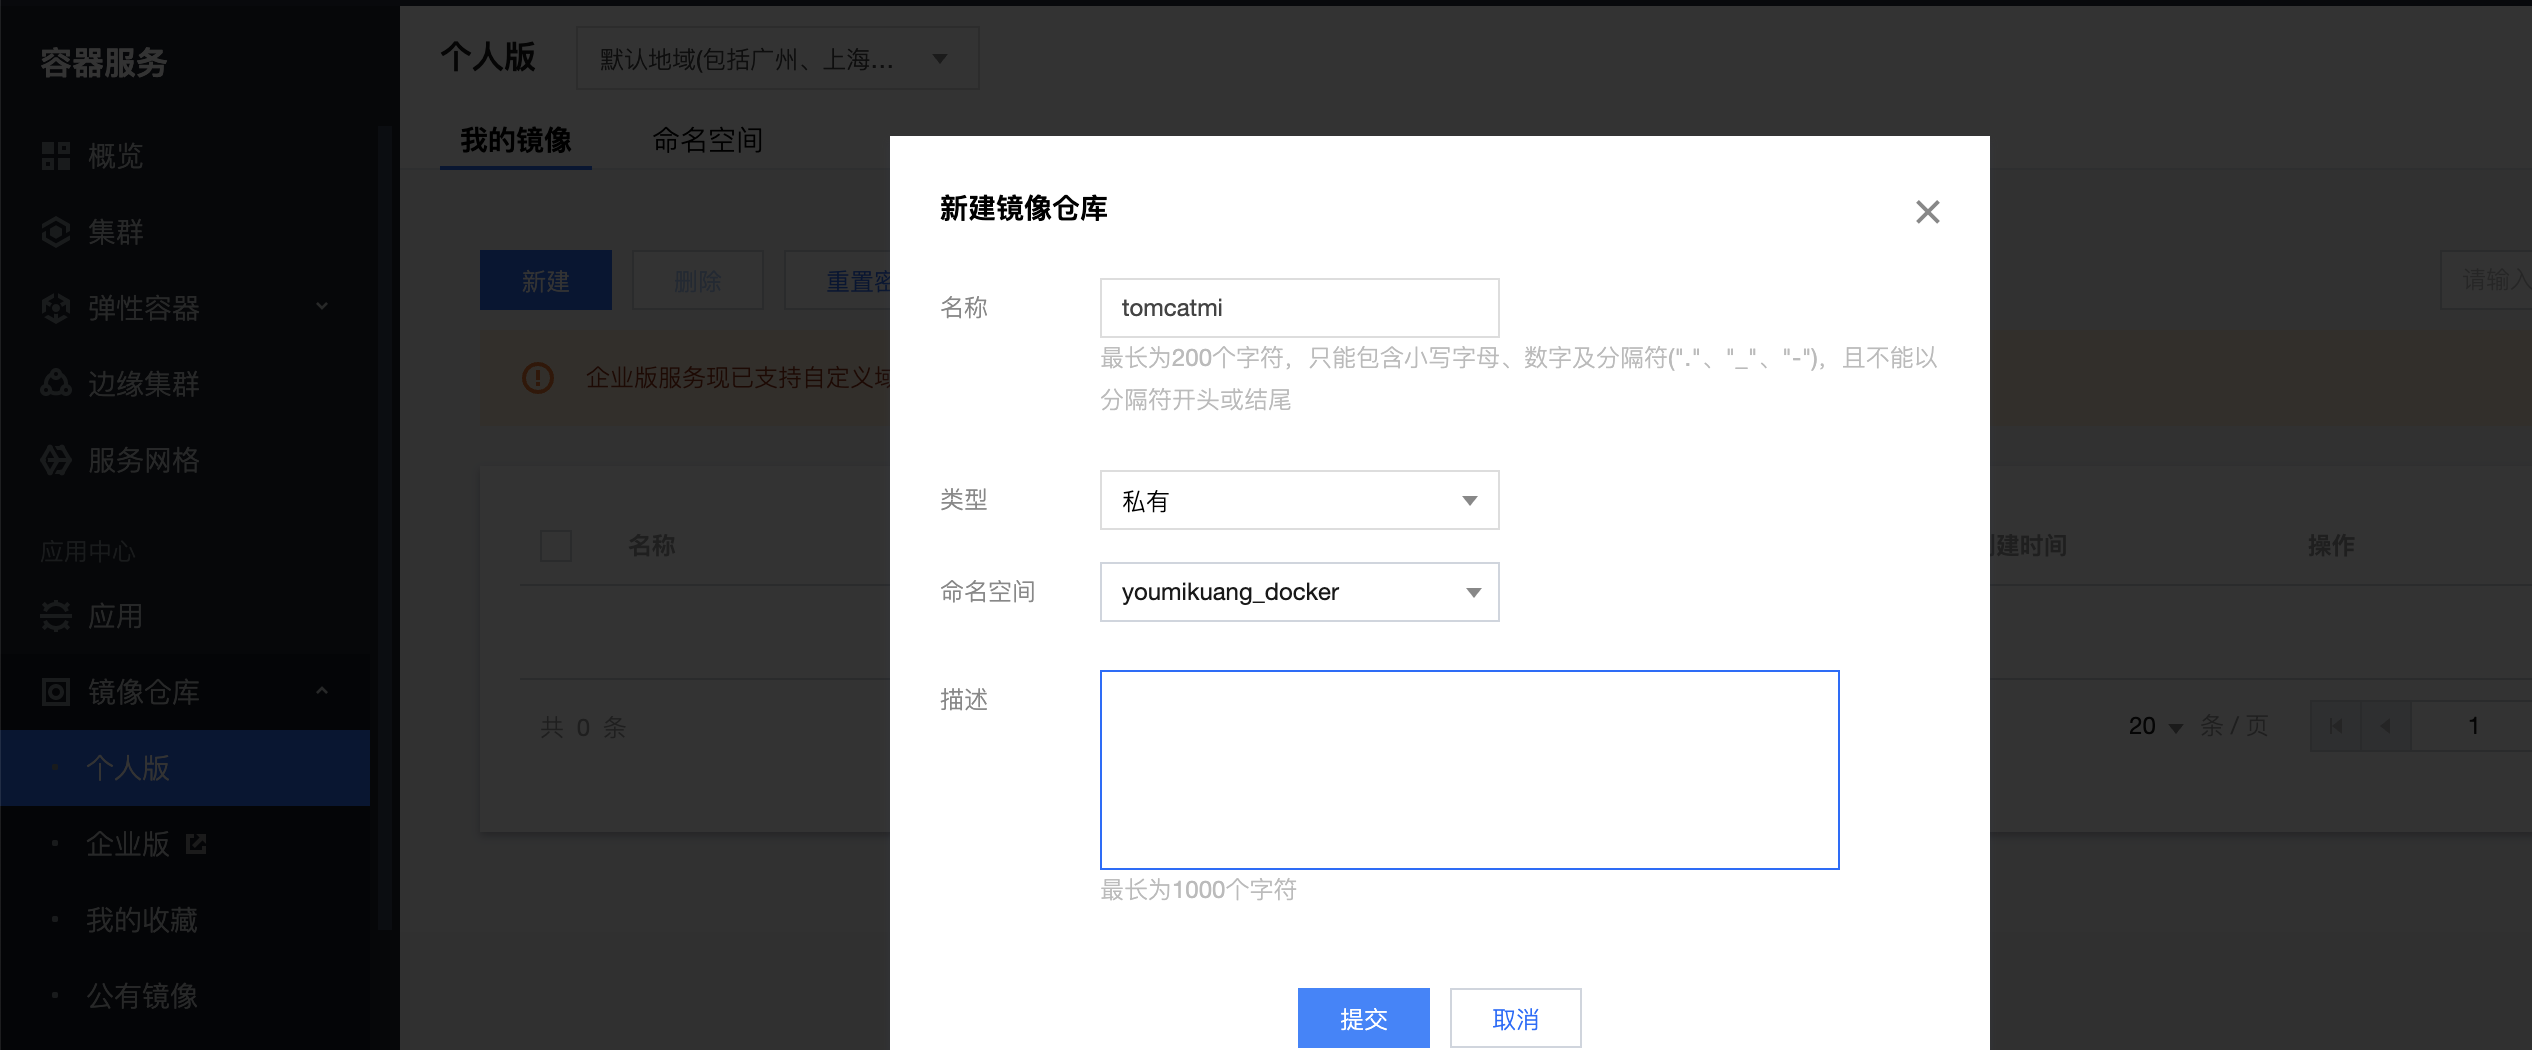 容器服务
概览
集群
弹性容器
边缘集群
服务网格
应用中心
应用
镜像仓库
个人版
企业版
我的收藏
公有镜像
个人版
默认地域(包括广州、上海...
我的镜像
命名空间
新建
删除
重置密
请输入
企业版服务现已支持自定义域
名称
建时间
操作
共 0 条
20
条 / 页
1
新建镜像仓库
名称
tomcatmi
最长为200个字符，只能包含小写字母、数字及分隔符("."、"_"、"-")，且不能以
分隔符开头或结尾
类型
私有
命名空间
youmikuang_docker
描述
最长为1000个字符
提交
取消